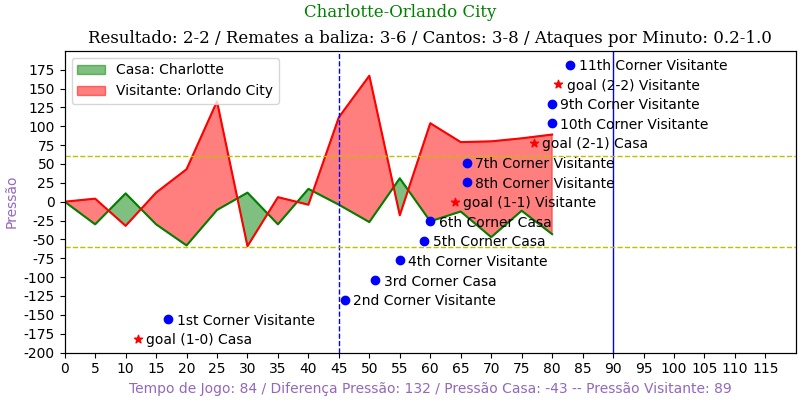 Charlotte-Orlando City
Resultado: 2-2 / Remates a baliza: 3-6 / Cantos: 3-8 / Ataques por Minuto: 0.2-1.0
Casa: Charlotte
Visitante: Orlando City
11th Corner Visitante
goal (2-2) Visitante
9th Corner Visitante
10th Corner Visitante
goal (2-1) Casa
7th Corner Visitante
8th Corner Visitante
goal (1-1) Visitante
6th Corner Casa
5th Corner Casa
4th Corner Visitante
3rd Corner Casa
2nd Corner Visitante
1st Corner Visitante
goal (1-0) Casa
Pressão
175
150
125
100
75
50
25
0
-25
-50
-75
-100
-125
-150
-175
-200
0 5 10 15 20 25 30 35 40 45 50 55 60 65 70 75 80 85 90 95 100 105 110 115
Tempo de Jogo: 84 / Diferença Pressão: 132 / Pressão Casa: -43 -- Pressão Visitante: 89